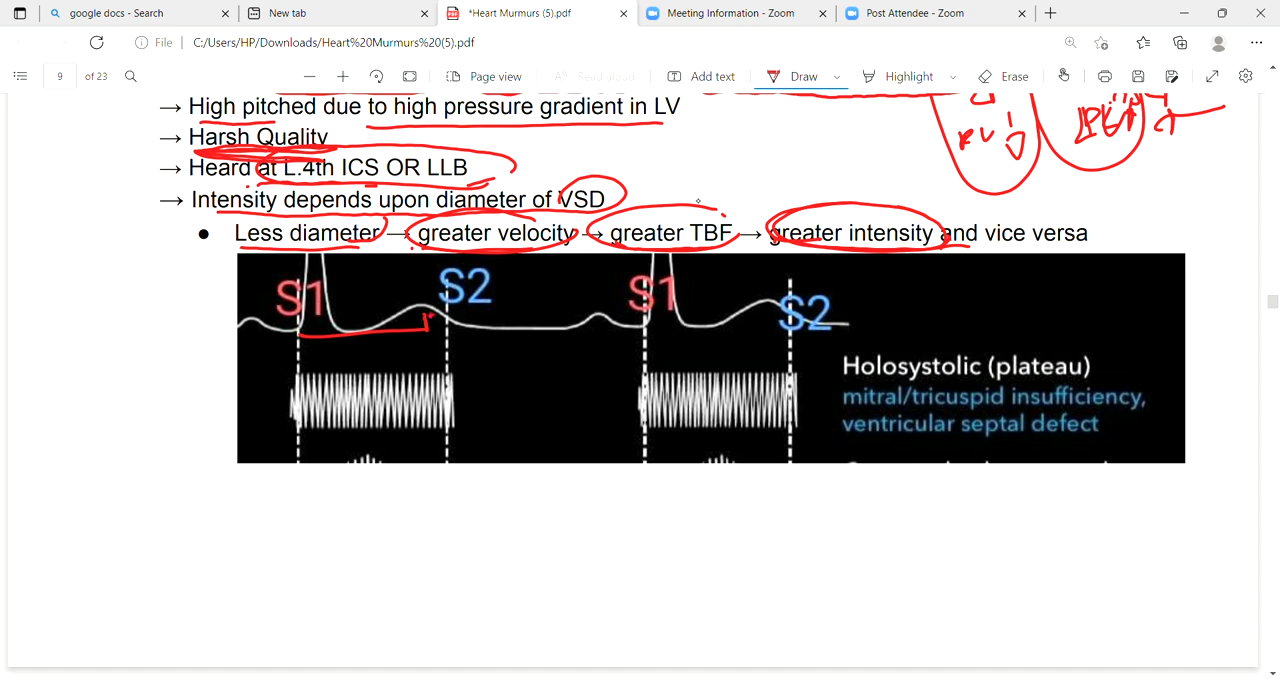 google docs - Search
New tab
*Heart Murmurs (5).pdf
Meeting Information - Zoom
Post Attendee - Zoom
File
C:/Users/HP/Downloads/Heart%20Murmurs%20(5).pdf
9 of 23
Page view
Read aloud
Add text
Draw
Highlight
Erase
→ High pitched due to high pressure gradient in LV
→ Harsh Quality
→ Heard at L.4th ICS OR LLB
→ Intensity depends upon diameter of VSD
● Less diameter → greater velocity → greater TBF → greater intensity and vice versa
S1 S2 S1 S2
Holosystolic (plateau)
mitral/tricuspid insufficiency,
ventricular septal defect